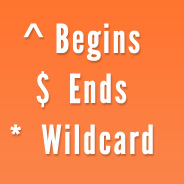 ^ Begins
$ Ends
* Wildcard